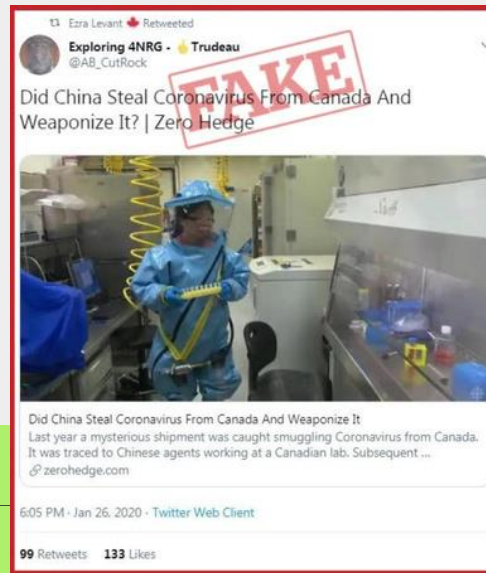 Ezra Levant Retweeted
Exploring 4NRG - Trudeau
@AB_CutRock
FAKE
Did China Steal Coronavirus From Canada And
Weaponize It? | Zero Hedge
Did China Steal Coronavirus From Canada And Weaponize It
Last year a mysterious shipment was caught smuggling Coronavirus from Canada.
It was traced to Chinese agents working at a Canadian lab. Subsequent ...
zerohedge.com
6:05 PM · Jan 26, 2020 · Twitter Web Client
99 Retweets 133 Likes